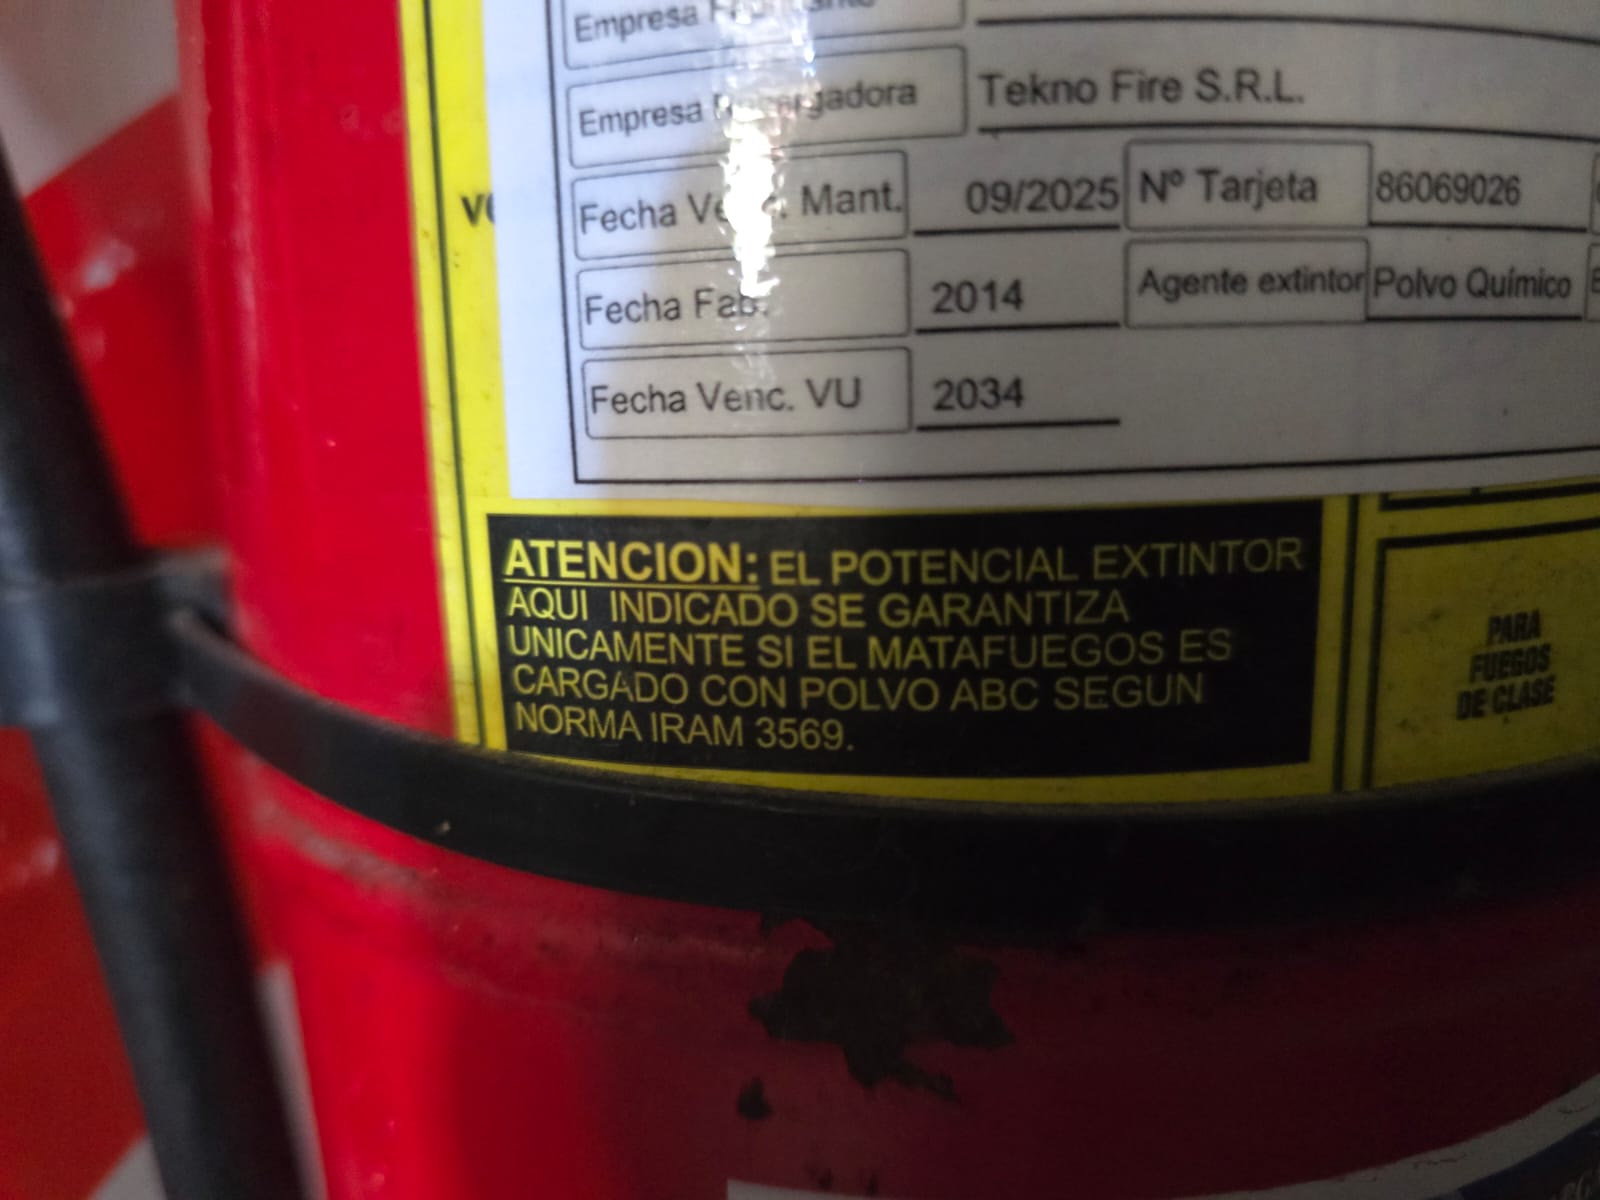 Empresa
Empresa Recargadora Tekno Fire S.R.L.
Fecha Venc. Mant. 09/2025 Nº Tarjeta 86069026
Fecha Fab. 2014 Agente extintor Polvo Químico
Fecha Venc. VU 2034
ATENCION: EL POTENCIAL EXTINTOR
AQUI INDICADO SE GARANTIZA
UNICAMENTE SI EL MATAFUEGOS ES
CARGADO CON POLVO ABC SEGUN
NORMA IRAM 3569.
PARA
FUEGOS
DE CLASE